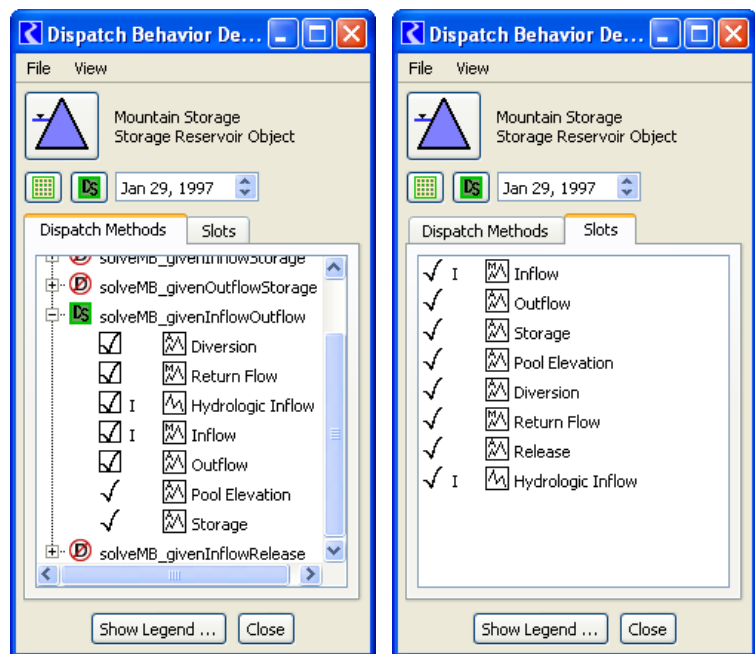 Dispatch Behavior De...
File View
Mountain Storage
Storage Reservoir Object
DS Jan 29, 1997
Dispatch Methods Slots
solveMB_givenInflowStorage
D solveMB_givenOutflowStorage
DS solveMB_givenInflowOutflow
Diversion
Return Flow
I Hydrologic Inflow
I Inflow
Outflow
Pool Elevation
Storage
D solveMB_givenInflowRelease
Show Legend ... Close
Dispatch Behavior De...
File View
Mountain Storage
Storage Reservoir Object
DS Jan 29, 1997
Dispatch Methods Slots
I Inflow
Outflow
Storage
Pool Elevation
Diversion
Return Flow
Release
I Hydrologic Inflow
Show Legend ... Close